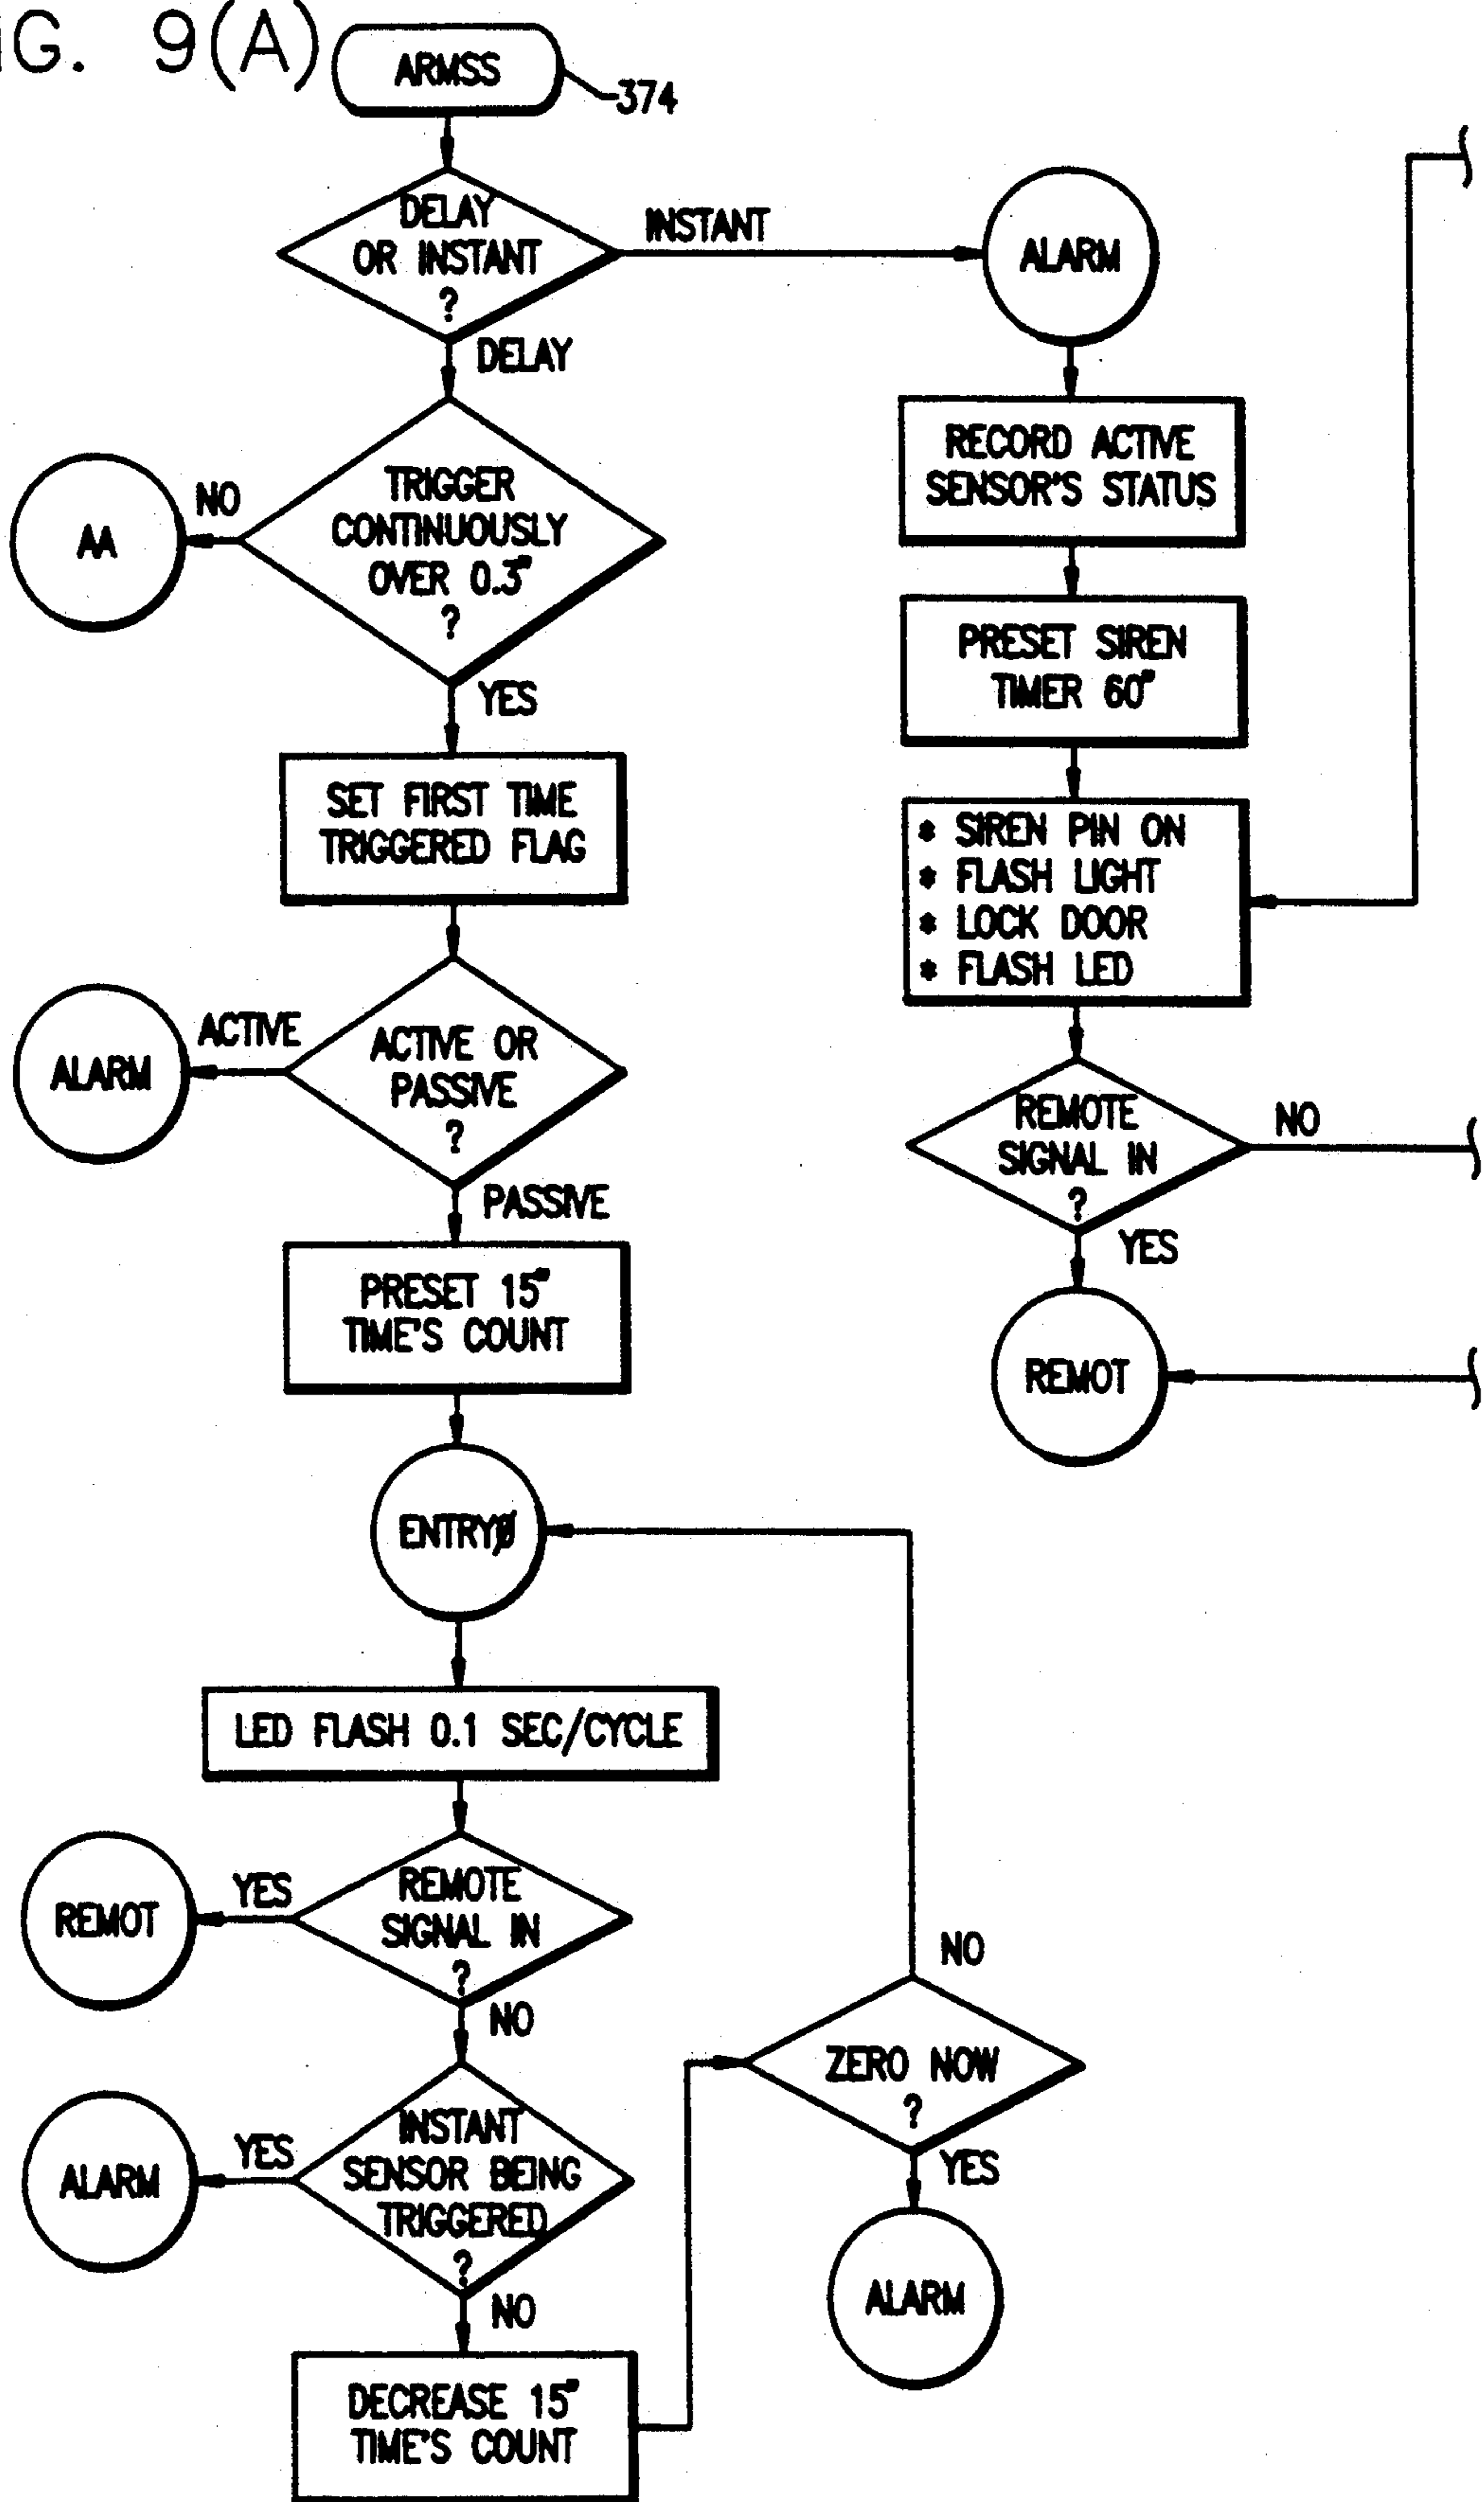 IG. 9(A)
ARMSS
374
DELAY
OR INSTANT
?
INSTANT
DELAY
ALARM
RECORD ACTIVE
SENSOR'S STATUS
PRESET SIREN
TIMER 60"
* SIREN PIN ON
* FLASH LIGHT
* LOCK DOOR
* FLASH LED
REMOTE
SIGNAL IN
?
NO
YES
REMOT
TRIGGER
CONTINUOUSLY
OVER 0.3"
?
NO
AA
YES
SET FIRST TIME
TRIGGERED FLAG
ACTIVE OR
PASSIVE
?
ACTIVE
ALARM
PASSIVE
PRESET 15"
TIME'S COUNT
ENTRYØ
LED FLASH 0.1 SEC/CYCLE
REMOTE
SIGNAL IN
?
YES
REMOT
NO
INSTANT
SENSOR BEING
TRIGGERED
?
YES
ALARM
NO
DECREASE 15"
TIME'S COUNT
ZERO NOW
?
NO
YES
ALARM